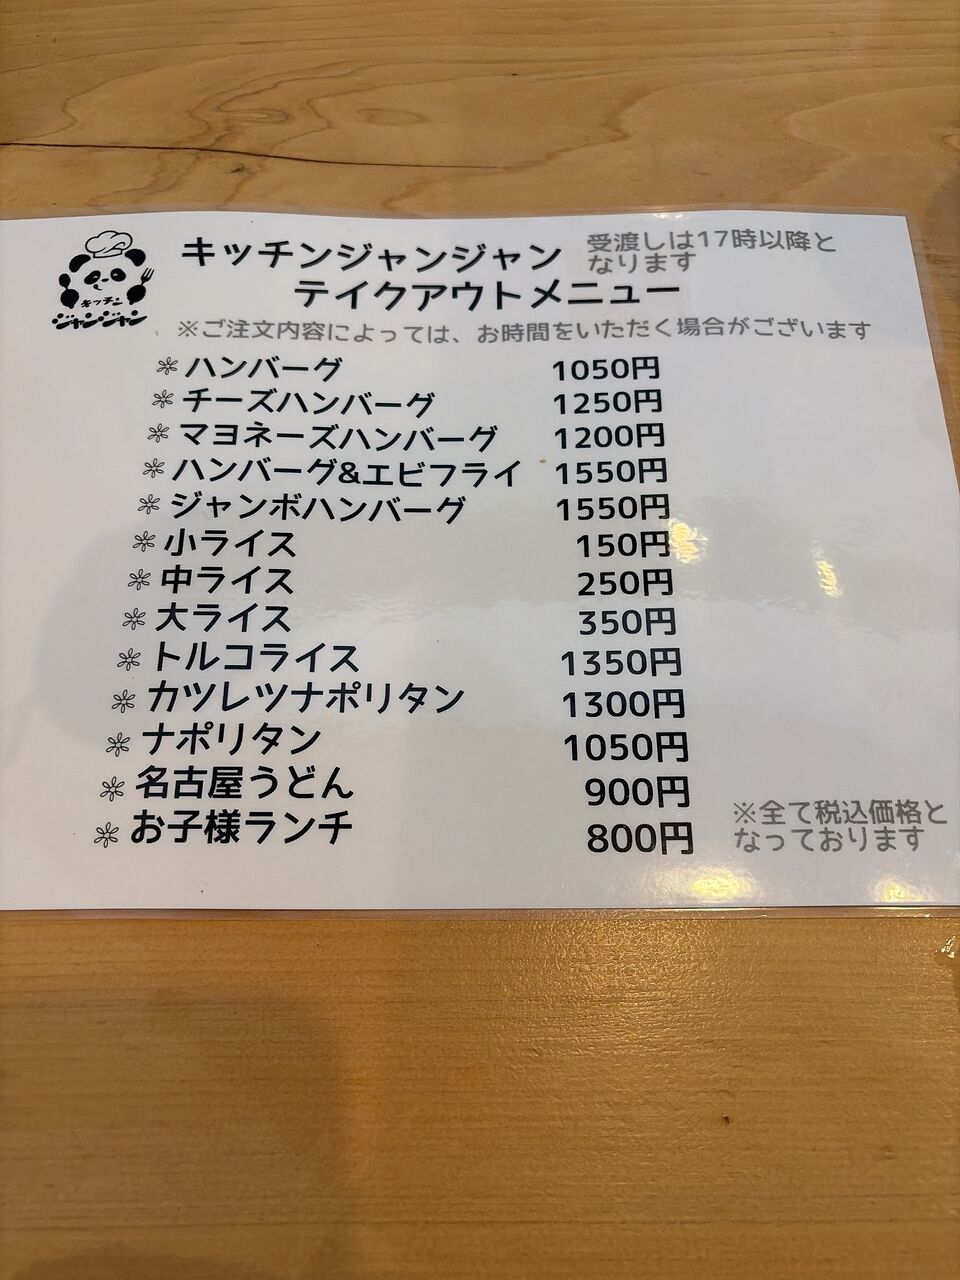 キッチン
ジャンジャン
キッチンジャンジャン
テイクアウトメニュー
受渡しは17時以降と
なります
※ご注文内容によっては、お時間をいただく場合がございます
ハンバーグ 1050円
チーズハンバーグ 1250円
マヨネーズハンバーグ 1200円
ハンバーグ&エビフライ 1550円
ジャンボハンバーグ 1550円
小ライス 150円
中ライス 250円
大ライス 350円
トルコライス 1350円
カツレツナポリタン 1300円
ナポリタン 1050円
名古屋うどん 900円
お子様ランチ 800円
※全て税込価格と
なっております